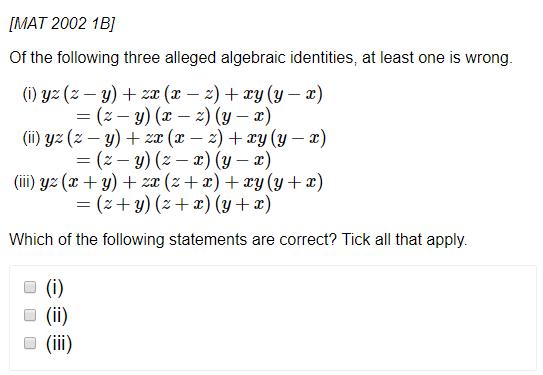 [MAT 2002 1B]
Of the following three alleged algebraic identities, at least one is wrong.
(i) yz (z − y) + zx (x − z) + xy (y − x)
= (z − y) (x − z) (y − x)
(ii) yz (z − y) + zx (x − z) + xy (y − x)
= (z − y) (z − x) (y − x)
(iii) yz (x + y) + zx (z + x) + xy (y + x)
= (z + y) (z + x) (y + x)
Which of the following statements are correct? Tick all that apply.
(i)
(ii)
(iii)